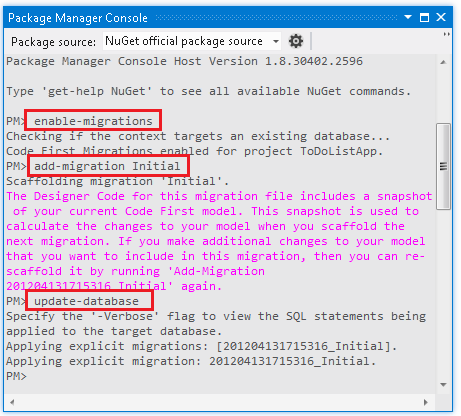 Package Manager Console
Package source: NuGet official package source
Package Manager Console Host Version 1.8.30402.2596
Type 'get-help NuGet' to see all available NuGet commands.
PM> enable-migrations
Checking if the context targets an existing database...
Code First Migrations enabled for project ToDoListApp.
PM> add-migration Initial
Scaffolding migration 'Initial'.
The Designer Code for this migration file includes a snapshot
of your current Code First model. This snapshot is used to
calculate the changes to your model when you scaffold the
next migration. If you make additional changes to your model
that you want to include in this migration, then you can re-
scaffold it by running 'Add-Migration
201204131715316_Initial' again.
PM> update-database
Specify the '-Verbose' flag to view the SQL statements being
applied to the target database.
Applying explicit migrations: [201204131715316_Initial].
Applying explicit migration: 201204131715316_Initial.
PM>